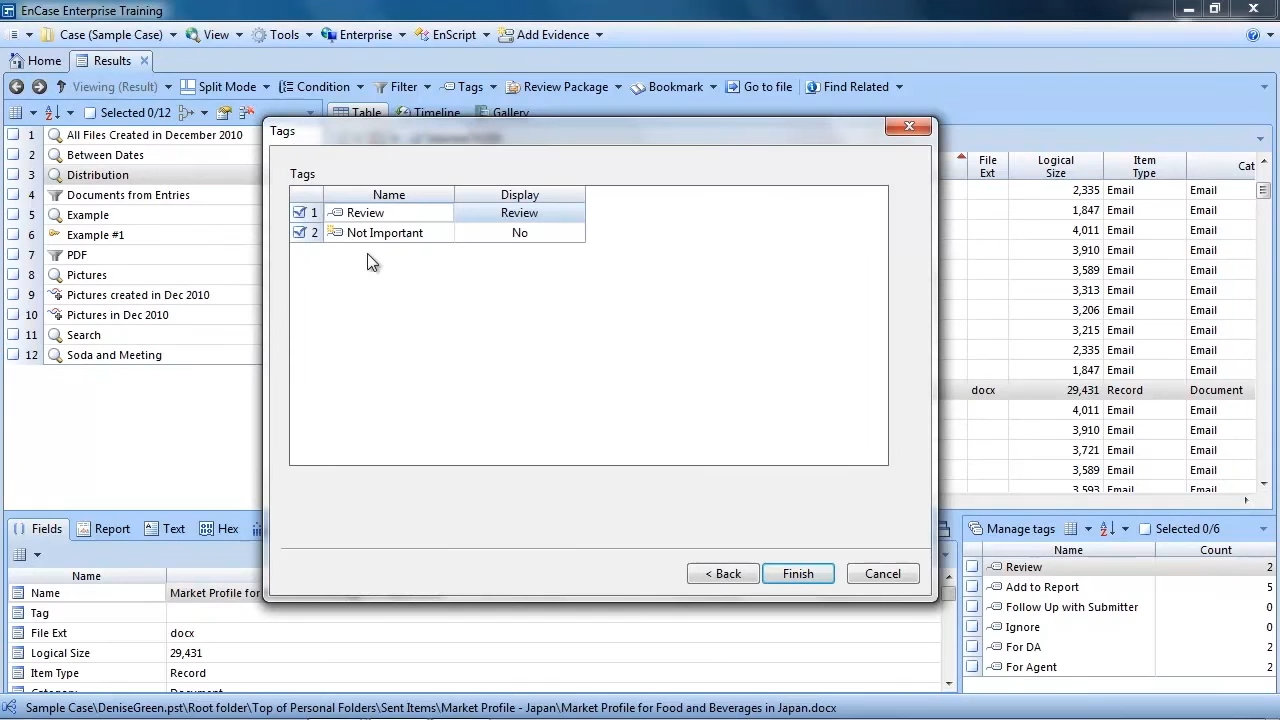 EnCase Enterprise Training
Case (Sample Case) View Tools Enterprise EnScript Add Evidence
Home Results
Viewing (Result) Split Mode Condition Filter Tags Review Package Bookmark Go to file Find Related
Selected 0/12 Table Timeline Gallery
1 All Files Created in December 2010
2 Between Dates
3 Distribution
4 Documents from Entries
5 Example
6 Example #1
7 PDF
8 Pictures
9 Pictures created in Dec 2010
10 Pictures in Dec 2010
11 Search
12 Soda and Meeting
Tags
Tags
Name Display
1 Review Review
2 Not Important No
< Back Finish Cancel
File Ext Logical Size Item Type Cat
2,335 Email Email
1,847 Email Email
4,011 Email Email
3,910 Email Email
3,589 Email Email
3,313 Email Email
3,206 Email Email
3,215 Email Email
2,335 Email Email
1,847 Email Email
docx 29,431 Record Document
4,011 Email Email
3,910 Email Email
3,721 Email Email
3,589 Email Email
3,593 Email Email
Fields Report Text Hex
Name
Name Market Profile for
Tag
File Ext docx
Logical Size 29,431
Item Type Record
Category Document
Manage tags Selected 0/6
Name Count
Review 2
Add to Report 5
Follow Up with Submitter 0
Ignore 0
For DA 2
For Agent 2
Sample Case\DeniseGreen.pst\Root folder\Top of Personal Folders\Sent Items\Market Profile - Japan\Market Profile for Food and Beverages in Japan.docx